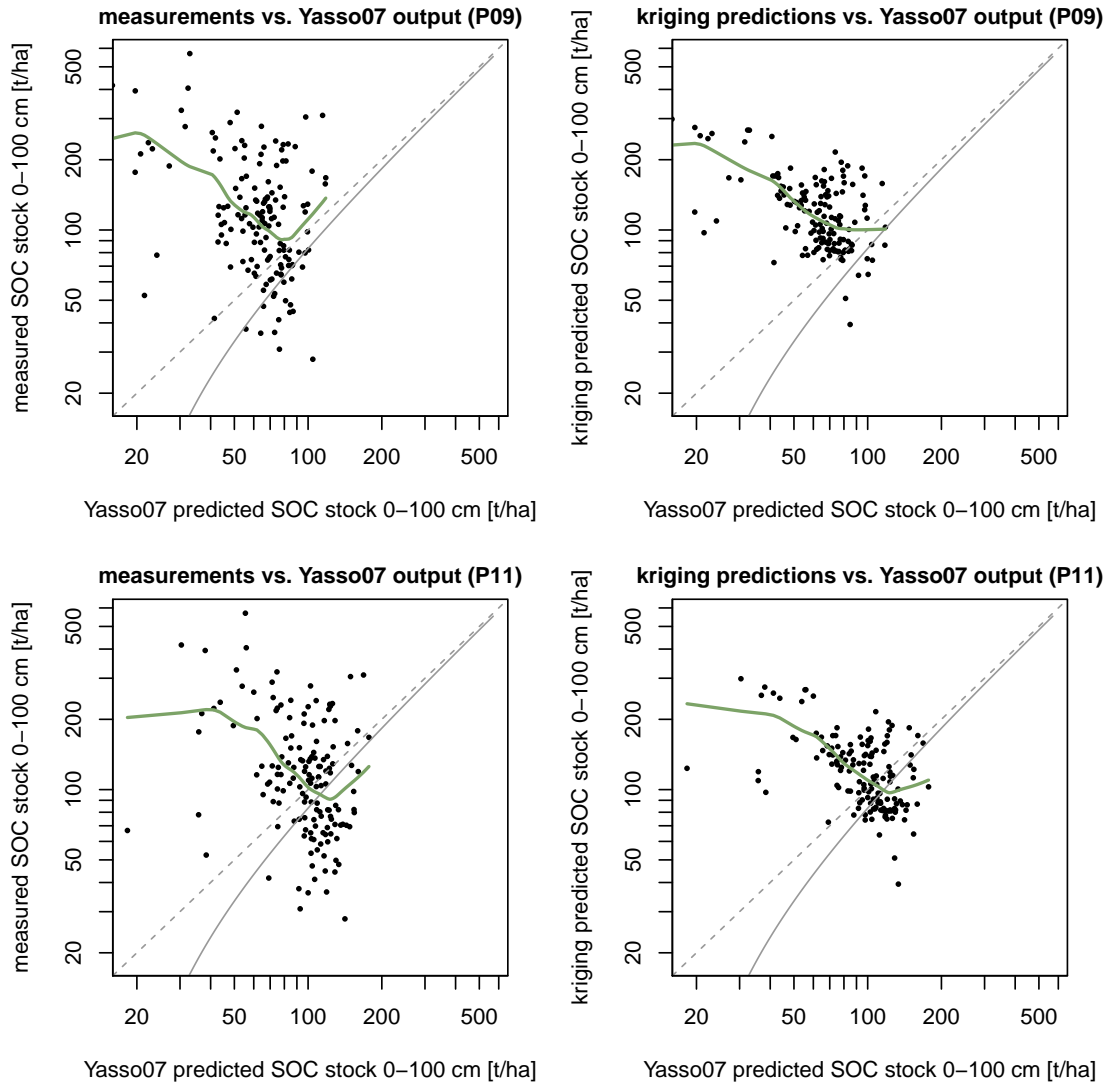 measurements vs. Yasso07 output (P09)
measured SOC stock 0–100 cm [t/ha]
500
200
100
50
20
20 50 100 200 500
Yasso07 predicted SOC stock 0–100 cm [t/ha]
kriging predictions vs. Yasso07 output (P09)
kriging predicted SOC stock 0–100 cm [t/ha]
500
200
100
50
20
20 50 100 200 500
Yasso07 predicted SOC stock 0–100 cm [t/ha]
measurements vs. Yasso07 output (P11)
measured SOC stock 0–100 cm [t/ha]
500
200
100
50
20
20 50 100 200 500
Yasso07 predicted SOC stock 0–100 cm [t/ha]
kriging predictions vs. Yasso07 output (P11)
kriging predicted SOC stock 0–100 cm [t/ha]
500
200
100
50
20
20 50 100 200 500
Yasso07 predicted SOC stock 0–100 cm [t/ha]